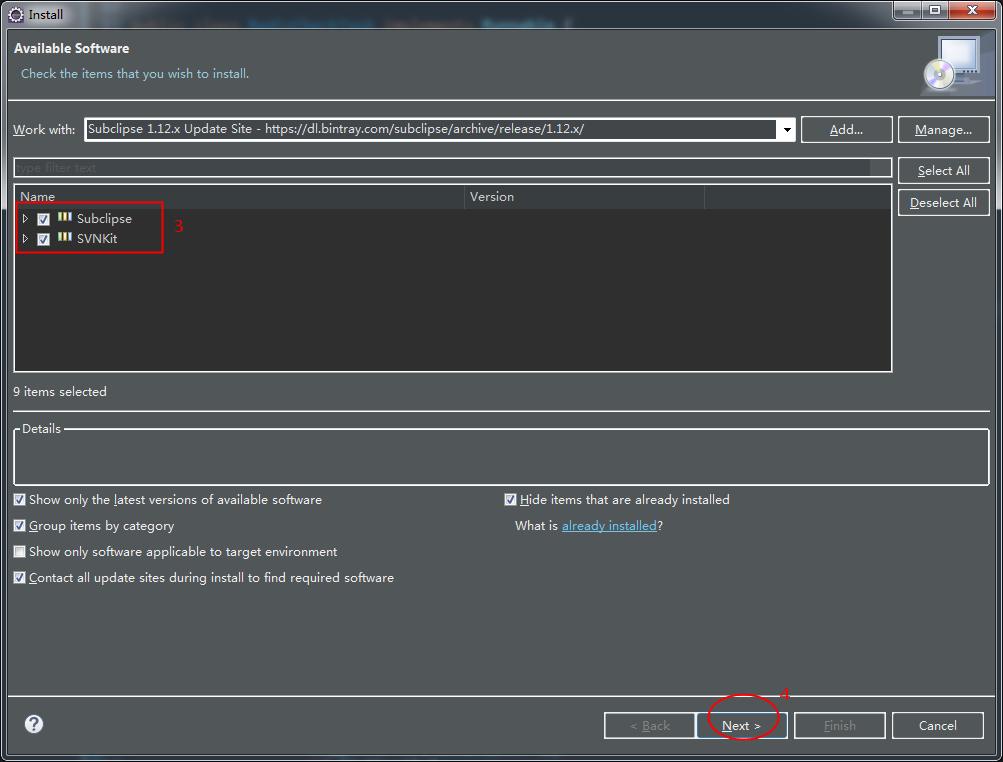 Install
Available Software
Check the items that you wish to install.
Work with: Subclipse 1.12.x Update Site - https://dl.bintray.com/subclipse/archive/release/1.12.x/ Add... Manage...
type filter text Select All
Name Version Deselect All
Subclipse
SVNKit
3
9 items selected
Details
Show only the latest versions of available software Hide items that are already installed
Group items by category What is already installed?
Show only software applicable to target environment
Contact all update sites during install to find required software
4
? < Back Next > Finish Cancel